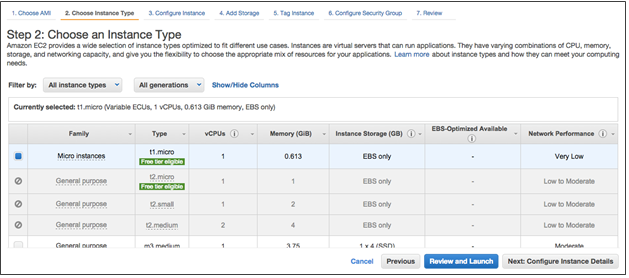 1. Choose AMI 2. Choose Instance Type 3. Configure Instance 4. Add Storage 5. Tag Instance 6. Configure Security Group 7. Review
Step 2: Choose an Instance Type
Amazon EC2 provides a wide selection of instance types optimized to fit different use cases. Instances are virtual servers that can run applications. They have varying combinations of CPU, memory,
storage, and networking capacity, and give you the flexibility to choose the appropriate mix of resources for your applications. Learn more about instance types and how they can meet your computing
needs.
Filter by: All instance types All generations Show/Hide Columns
Currently selected: t1.micro (Variable ECUs, 1 vCPUs, 0.613 GiB memory, EBS only)
Family Type vCPUs Memory (GiB) Instance Storage (GB) EBS-Optimized Available Network Performance
Micro instances t1.micro 1 0.613 EBS only - Very Low
Free tier eligible
General purpose t2.micro 1 1 EBS only - Low to Moderate
Free tier eligible
General purpose t2.small 1 2 EBS only - Low to Moderate
General purpose t2.medium 2 4 EBS only - Low to Moderate
General purpose m3.medium 1 3.75 1 x 4 (SSD) - Moderate
Cancel Previous Review and Launch Next: Configure Instance Details